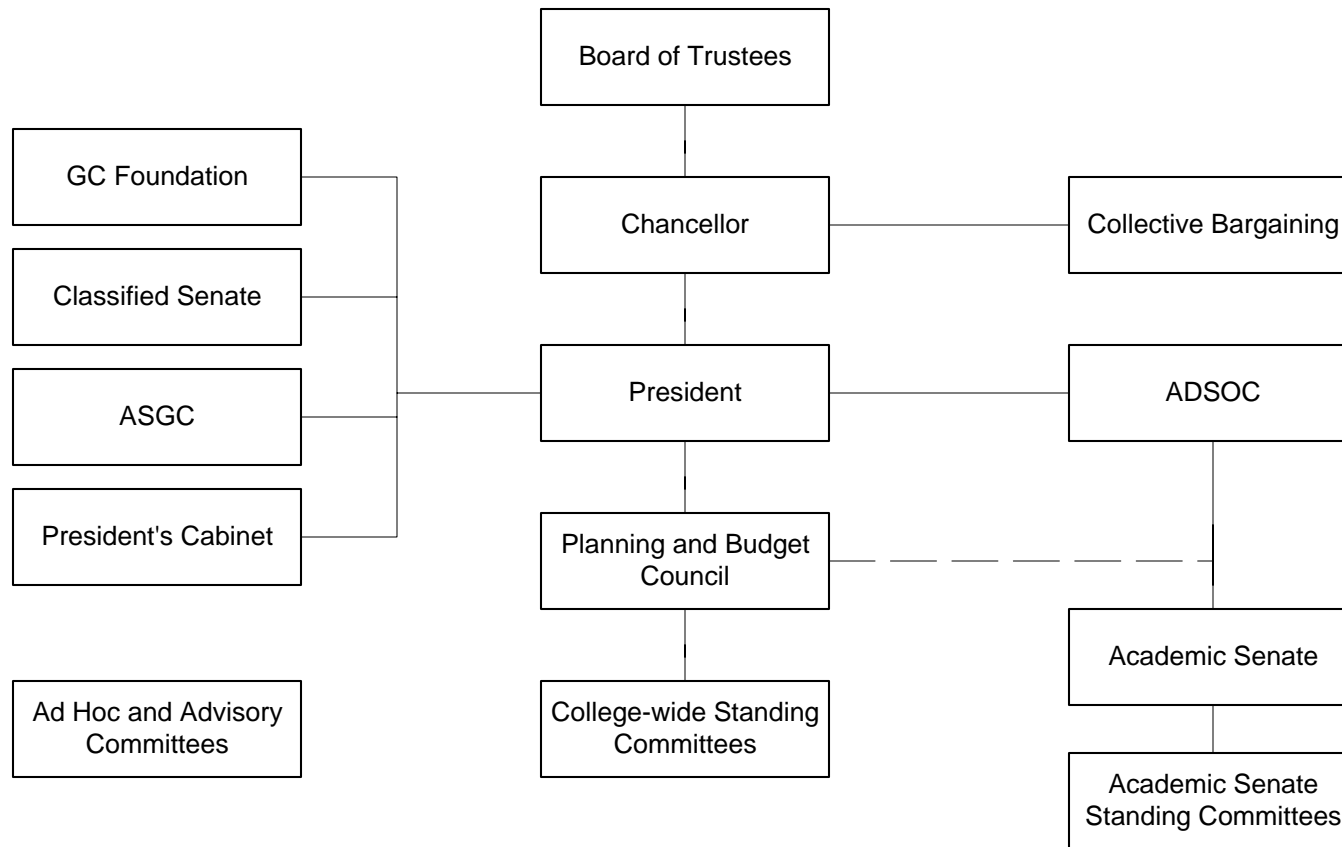 Board of Trustees
GC Foundation
Chancellor
Collective Bargaining
Classified Senate
President
ADSOC
ASGC
President's Cabinet
Planning and Budget
Council
Academic Senate
Ad Hoc and Advisory
Committees
College-wide Standing
Committees
Academic Senate
Standing Committees